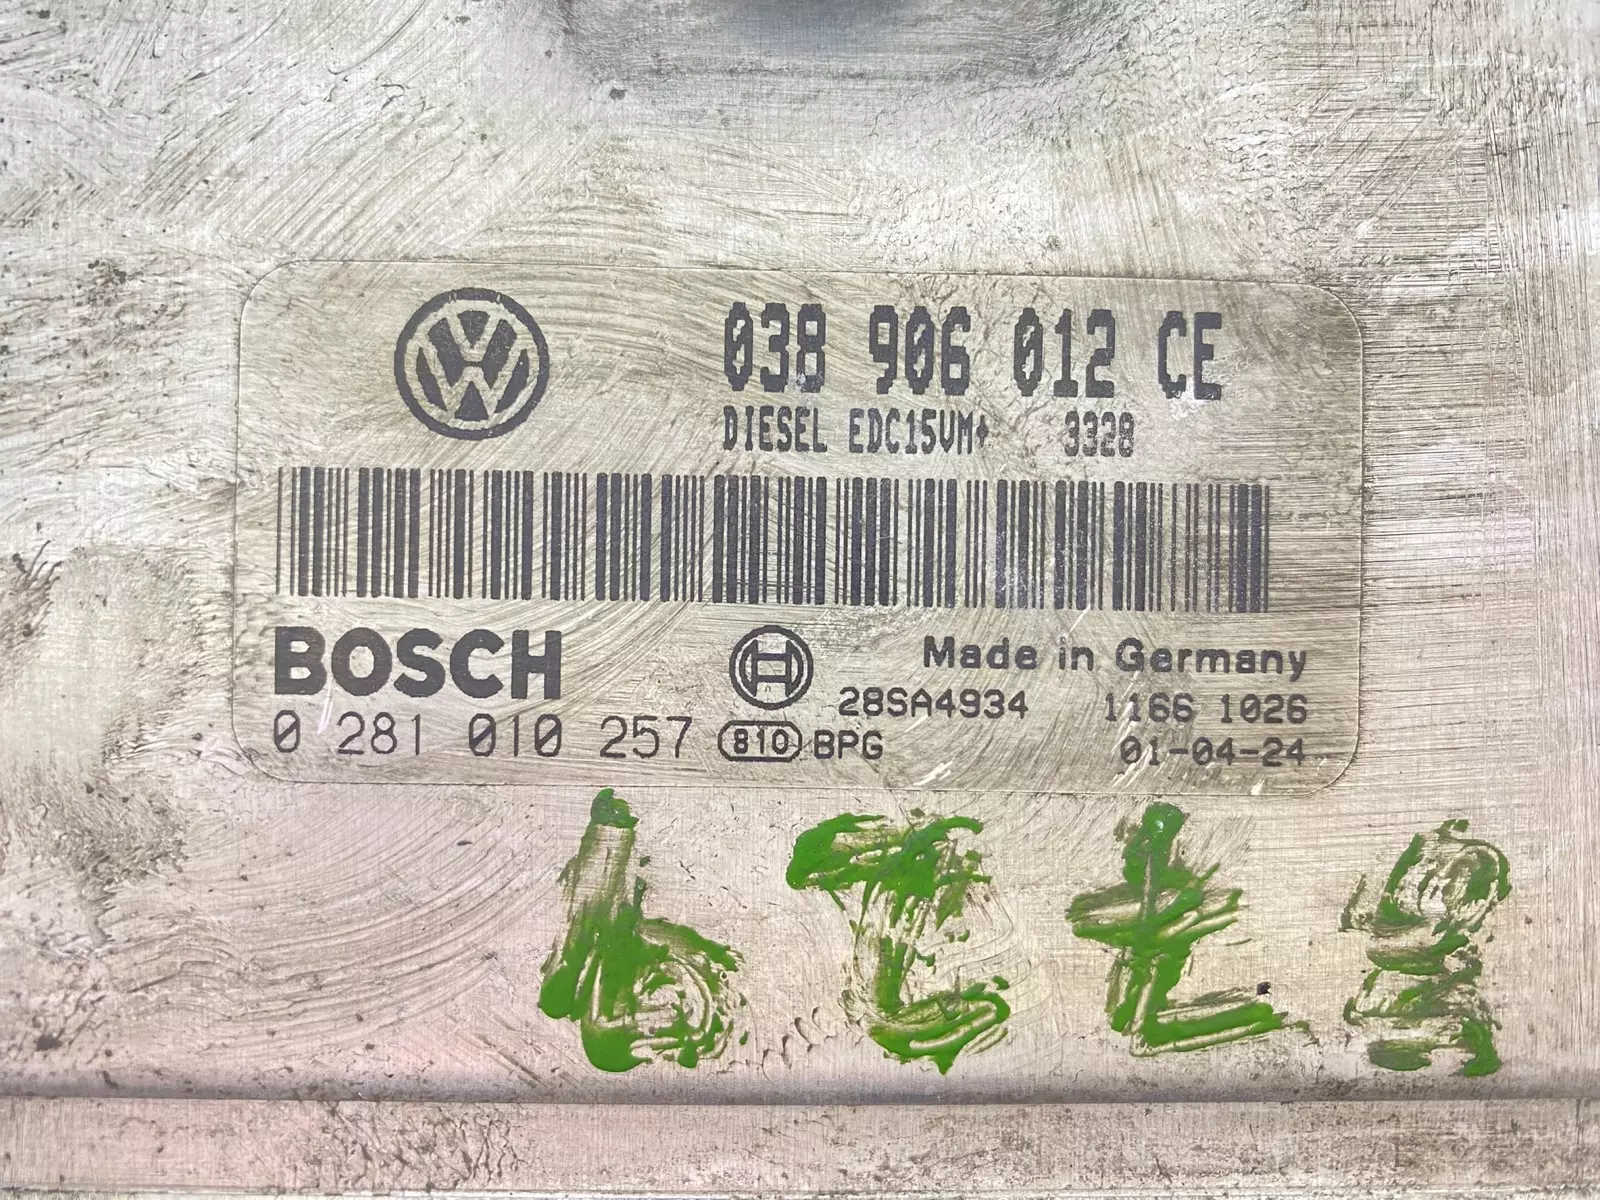 038 906 012 CE
DIESEL EDC15VM+ 3328
BOSCH
Made in Germany
28SA4934 1166 1026
0 281 010 257 810 BPG 01-04-24